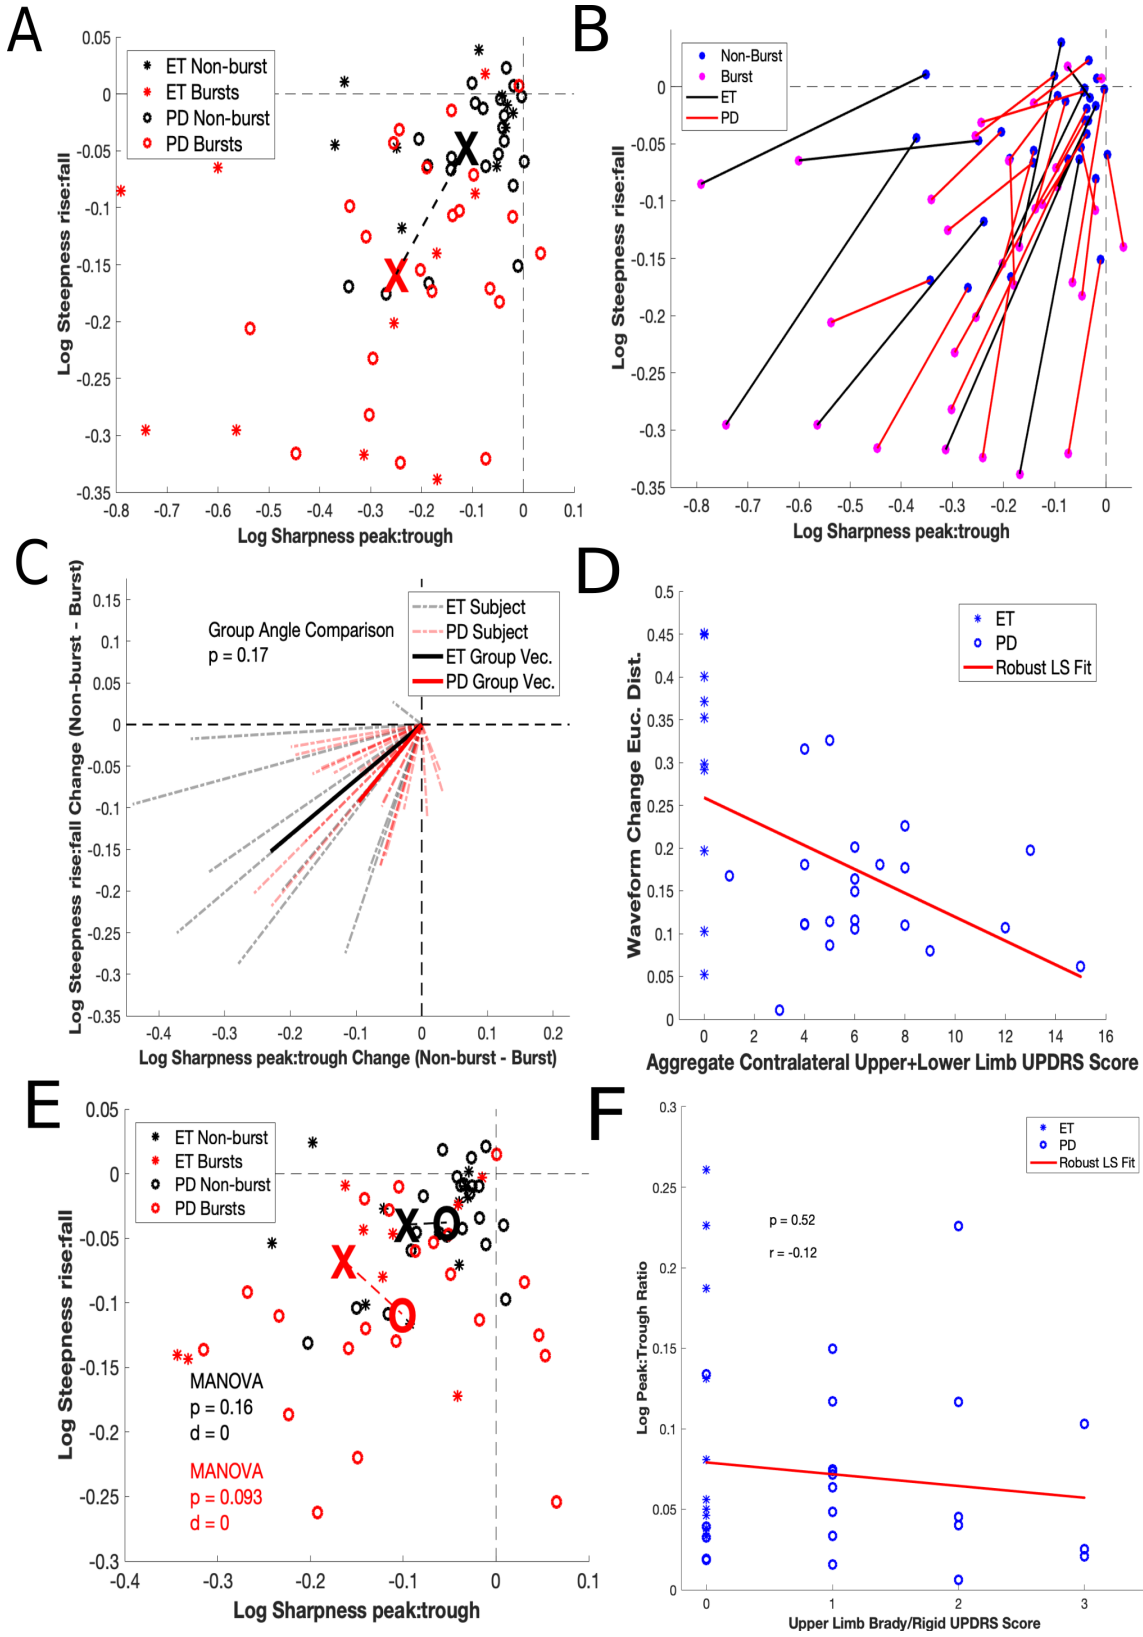 A
0.05
0
-0.05
-0.1
-0.15
-0.2
-0.25
-0.3
-0.35
Log Steepness rise:fall
ET Non-burst
ET Bursts
PD Non-burst
PD Bursts
X
X
-0.8 -0.7 -0.6 -0.5 -0.4 -0.3 -0.2 -0.1 0 0.1
Log Sharpness peak:trough
B
0
-0.05
-0.1
-0.15
-0.2
-0.25
-0.3
-0.35
Log Steepness rise:fall
Non-Burst
Burst
ET
PD
-0.8 -0.7 -0.6 -0.5 -0.4 -0.3 -0.2 -0.1 0
Log Sharpness peak:trough
C
0.15
0.1
0.05
0
-0.05
-0.1
-0.15
-0.2
-0.25
-0.3
-0.35
Log Steepness rise:fall Change (Non-burst - Burst)
Group Angle Comparison
p = 0.17
ET Subject
PD Subject
ET Group Vec.
PD Group Vec.
-0.4 -0.3 -0.2 -0.1 0 0.1 0.2
Log Sharpness peak:trough Change (Non-burst - Burst)
D
0.5
0.45
0.4
0.35
0.3
0.25
0.2
0.15
0.1
0.05
0
Waveform Change Euc. Dist.
ET
PD
Robust LS Fit
0 2 4 6 8 10 12 14 16
Aggregate Contralateral Upper+Lower Limb UPDRS Score
E
0.05
0
-0.05
-0.1
-0.15
-0.2
-0.25
-0.3
Log Steepness rise:fall
ET Non-burst
ET Bursts
PD Non-burst
PD Bursts
X O
X
O
MANOVA
p = 0.16
d = 0
MANOVA
p = 0.093
d = 0
-0.4 -0.3 -0.2 -0.1 0 0.1
Log Sharpness peak:trough
F
0.3
0.25
0.2
0.15
0.1
0.05
0
Log Peak:Trough Ratio
ET
PD
Robust LS Fit
p = 0.52
r = -0.12
0 1 2 3
Upper Limb Brady/Rigid UPDRS Score